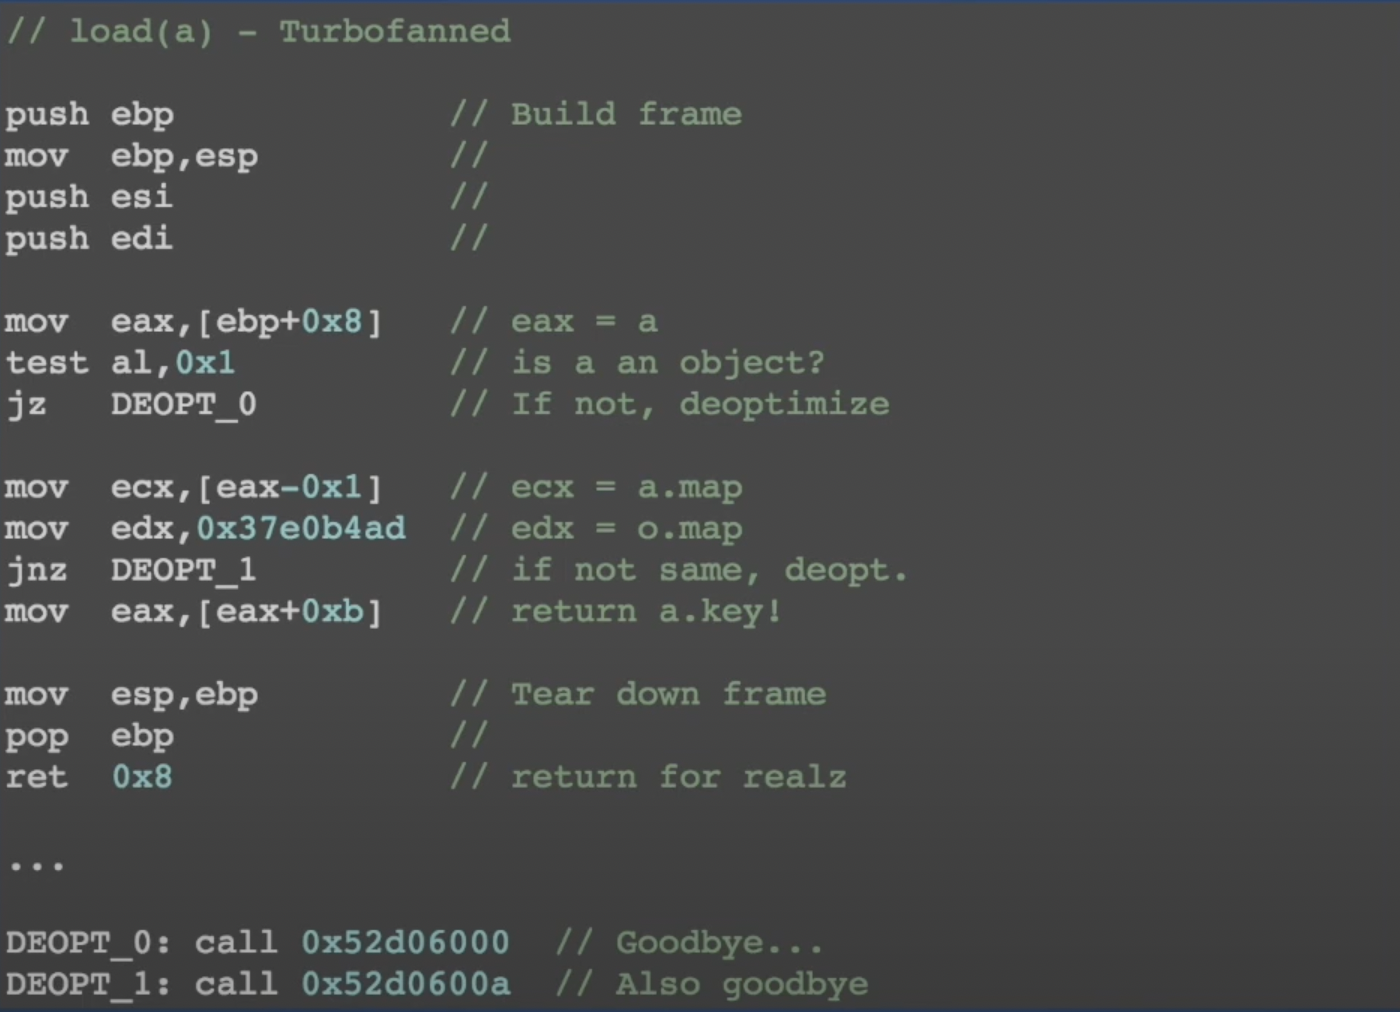 // load(a) - Turbofanned
push ebp // Build frame
mov ebp,esp //
push esi //
push edi //
mov eax,[ebp+0x8] // eax = a
test al,0x1 // is a an object?
jz DEOPT_0 // If not, deoptimize
mov ecx,[eax-0x1] // ecx = a.map
mov edx,0x37e0b4ad // edx = o.map
jnz DEOPT_1 // if not same, deopt.
mov eax,[eax+0xb] // return a.key!
mov esp,ebp // Tear down frame
pop ebp //
ret 0x8 // return for realz
...
DEOPT_0: call 0x52d06000 // Goodbye...
DEOPT_1: call 0x52d0600a // Also goodbye